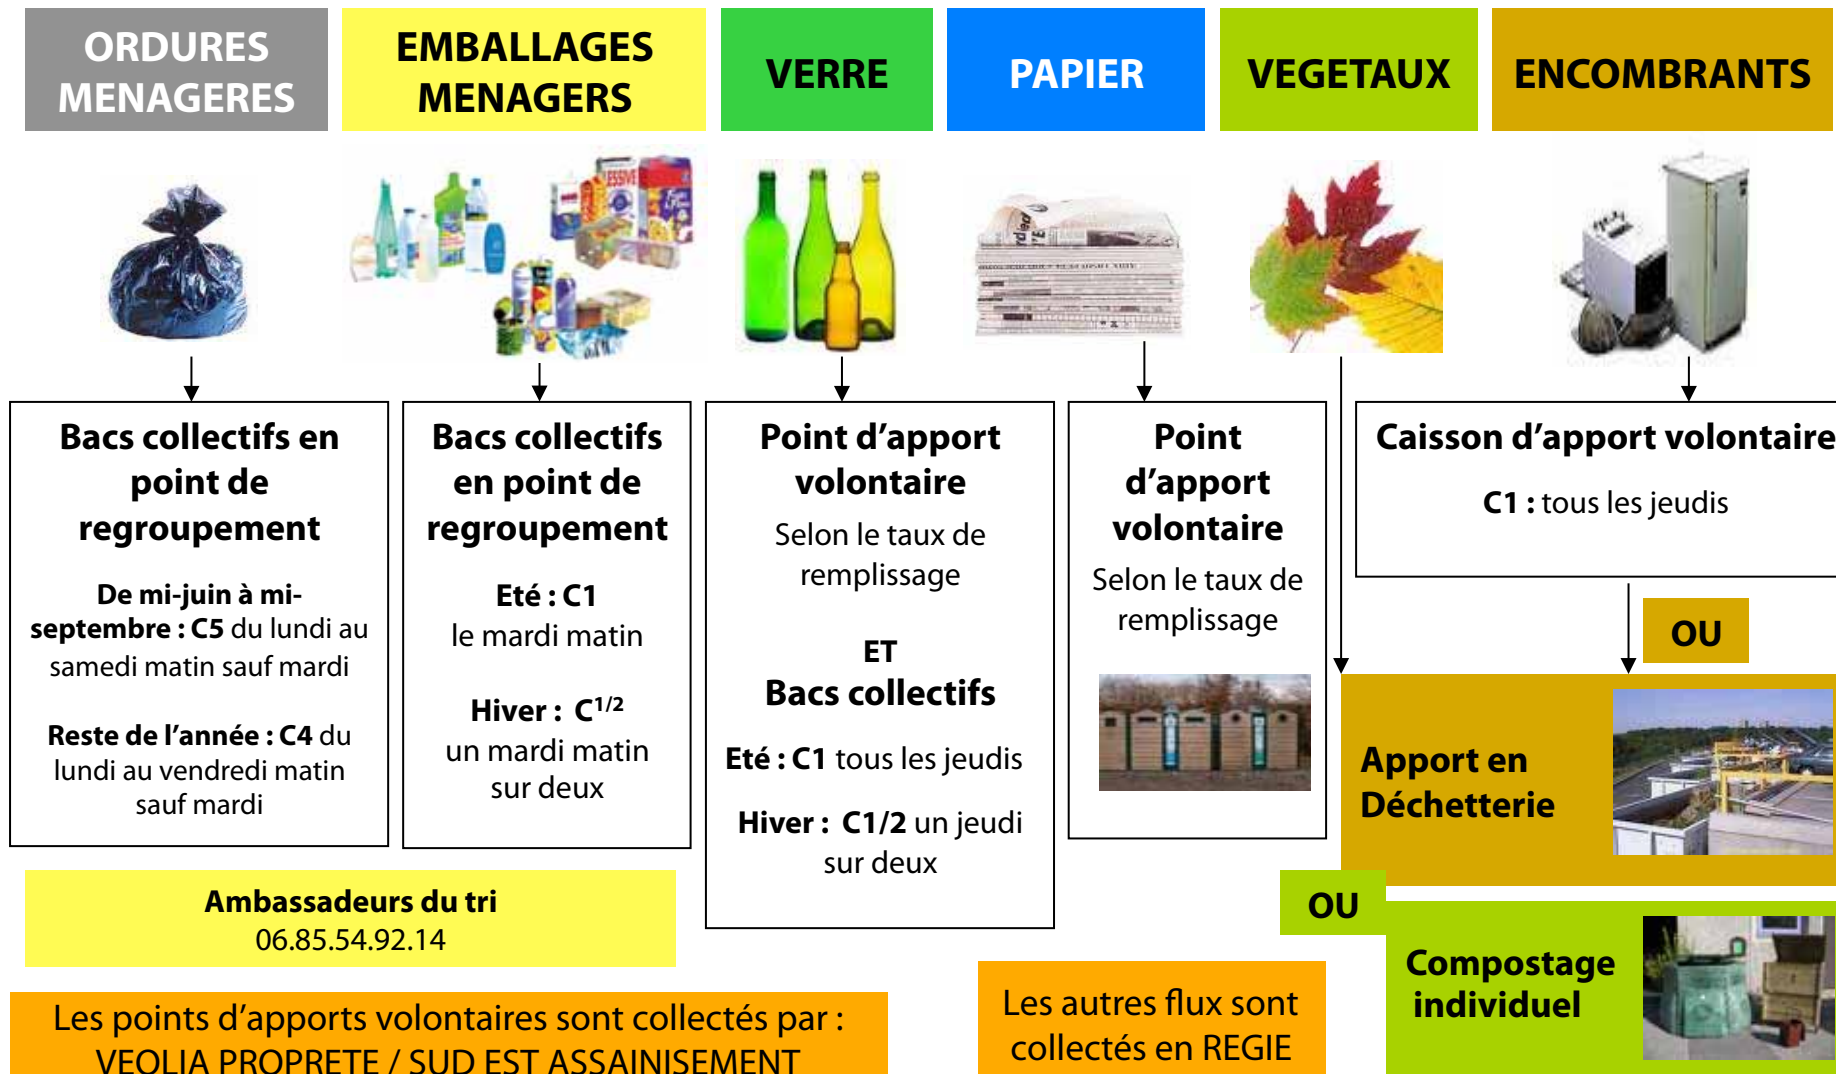 ORDURES
MENAGERES
EMBALLAGES
MENAGERS
VERRE
PAPIER
VEGETAUX
ENCOMBRANTS
LESSIVE
Bacs collectifs en
point de
regroupement
De mi-juin à mi-
septembre : C5 du lundi au
samedi matin sauf mardi
Reste de l’année : C4 du
lundi au vendredi matin
sauf mardi
Bacs collectifs
en point de
regroupement
Eté : C1
le mardi matin
Hiver : C1/2
un mardi matin
sur deux
Point d’apport
volontaire
Selon le taux de
remplissage
ET
Bacs collectifs
Eté : C1 tous les jeudis
Hiver : C1/2 un jeudi
sur deux
Point
d’apport
volontaire
Selon le taux de
remplissage
Caisson d’apport volontaire
C1 : tous les jeudis
OU
Apport en
Déchetterie
OU
Compostage
individuel
Ambassadeurs du tri
06.85.54.92.14
Les points d’apports volontaires sont collectés par :
VEOLIA PROPRETE / SUD EST ASSAINISEMENT
Les autres flux sont
collectés en REGIE